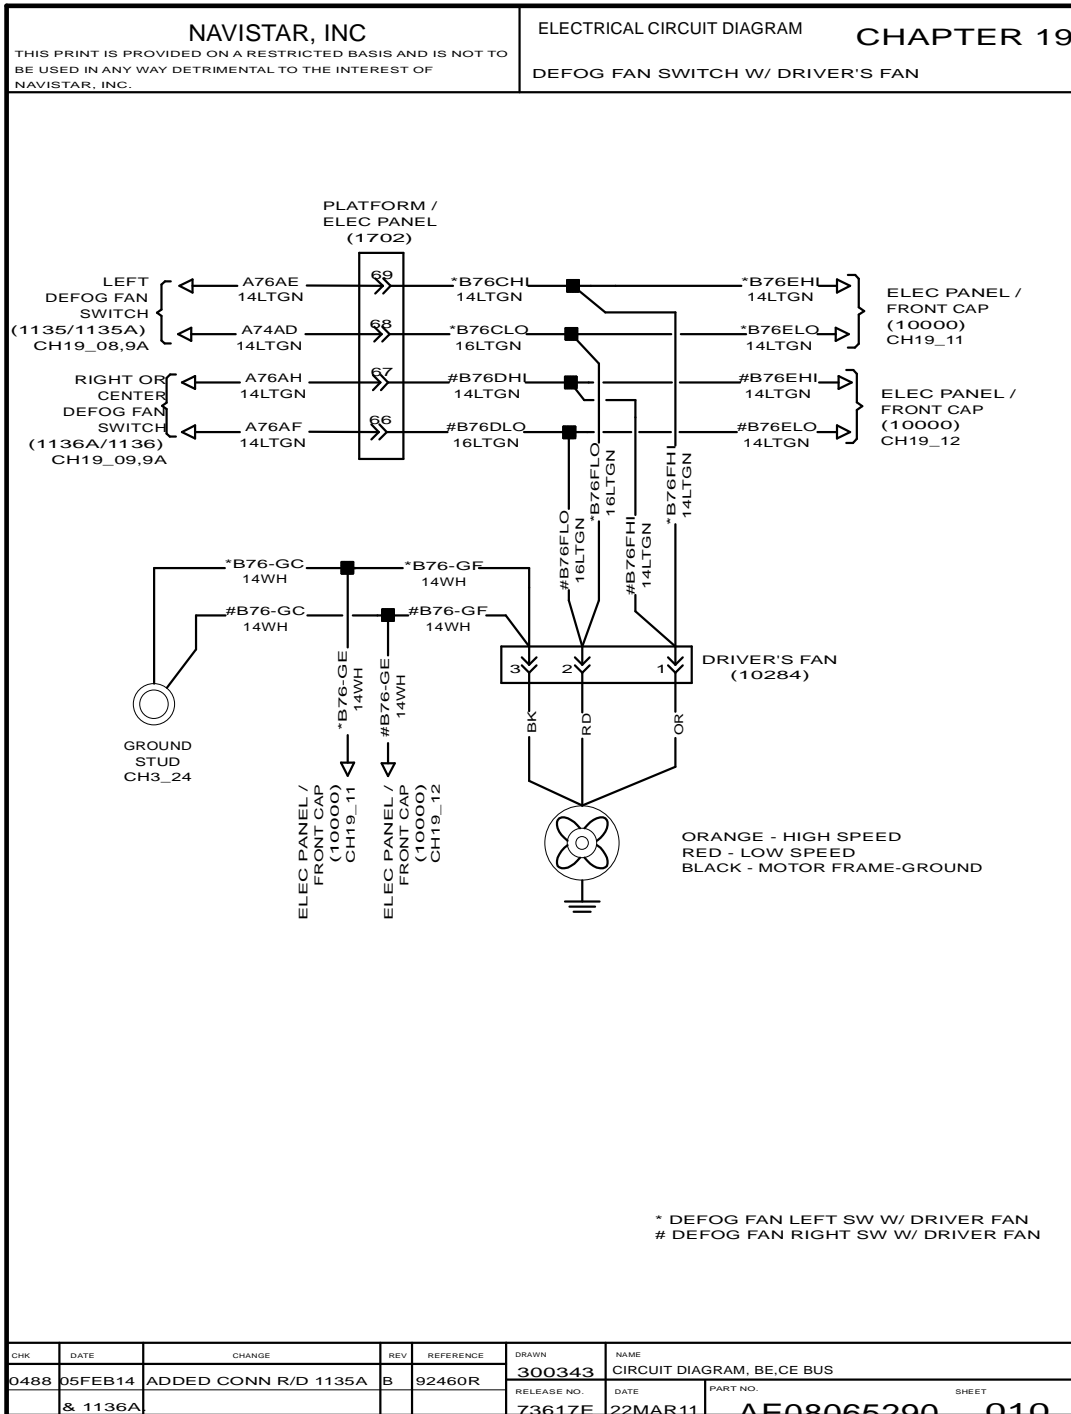 NAVISTAR, INC
THIS PRINT IS PROVIDED ON A RESTRICTED BASIS AND IS NOT TO
BE USED IN ANY WAY DETRIMENTAL TO THE INTEREST OF
NAVISTAR, INC.
ELECTRICAL CIRCUIT DIAGRAM
CHAPTER 19
DEFOG FAN SWITCH W/ DRIVER'S FAN
PLATFORM /
ELEC PANEL
(1702)
LEFT
DEFOG FAN
SWITCH
(1135/1135A)
CH19_08,9A
A76AE
14LTGN
69
*B76CHI
14LTGN
*B76EHI
14LTGN
A74AD
14LTGN
68
*B76CLO
16LTGN
*B76ELO
14LTGN
ELEC PANEL /
FRONT CAP
(10000)
CH19_11
RIGHT OR
CENTER
DEFOG FAN
SWITCH
(1136A/1136)
CH19_09,9A
A76AH
14LTGN
67
#B76DHI
14LTGN
#B76EHI
14LTGN
A76AF
14LTGN
66
#B76DLO
16LTGN
#B76ELO
14LTGN
ELEC PANEL /
FRONT CAP
(10000)
CH19_12
#B76FLO
16LTGN
*B76FLO
16LTGN
#B76FHI
14LTGN
*B76FHI
14LTGN
*B76-GC
14WH
*B76-GF
14WH
#B76-GC
14WH
#B76-GF
14WH
*B76-GE
14WH
#B76-GE
14WH
3
2
1
DRIVER'S FAN
(10284)
BK
RD
OR
GROUND
STUD
CH3_24
ELEC PANEL /
FRONT CAP
(10000)
CH19_11
ELEC PANEL /
FRONT CAP
(10000)
CH19_12
ORANGE - HIGH SPEED
RED - LOW SPEED
BLACK - MOTOR FRAME-GROUND
* DEFOG FAN LEFT SW W/ DRIVER FAN
# DEFOG FAN RIGHT SW W/ DRIVER FAN
CHK DATE CHANGE REV REFERENCE
0488 05FEB14 ADDED CONN R/D 1135A B 92460R
& 1136A
DRAWN
300343
NAME
CIRCUIT DIAGRAM, BE,CE BUS
RELEASE NO.
73617E
DATE
22MAR11
PART NO.
AE08065290
SHEET
010